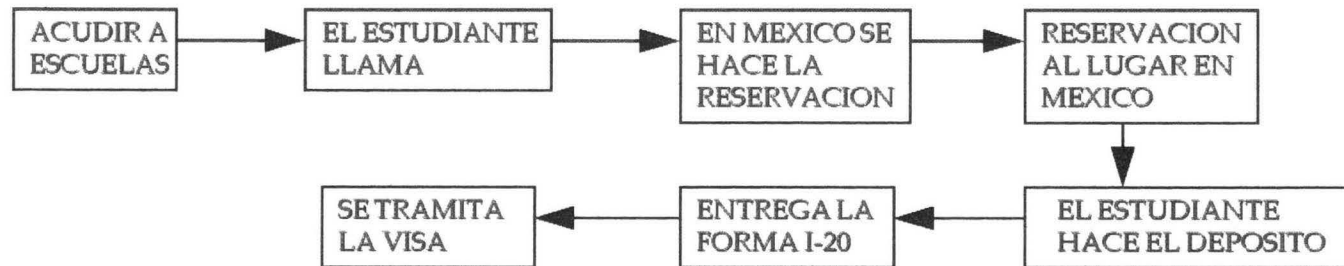 ACUDIR A
ESCUELAS
EL ESTUDIANTE
LLAMA
EN MEXICO SE
HACE LA
RESERVACION
RESERVACION
AL LUGAR EN
MEXICO
EL ESTUDIANTE
HACE EL DEPOSITO
ENTREGA LA
FORMA I-20
SE TRAMITA
LA VISA